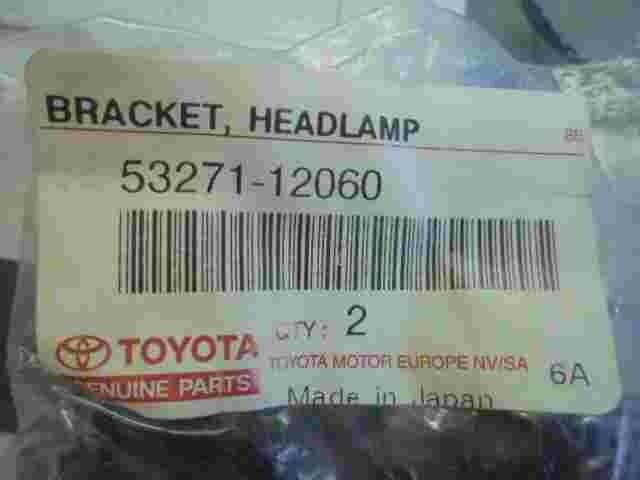 BRACKET, HEADLAMP
53271-12060
QTY: 2
TOYOTA
TOYOTA MOTOR EUROPE NV/SA
6A
GENUINE PARTS
Made in Japan